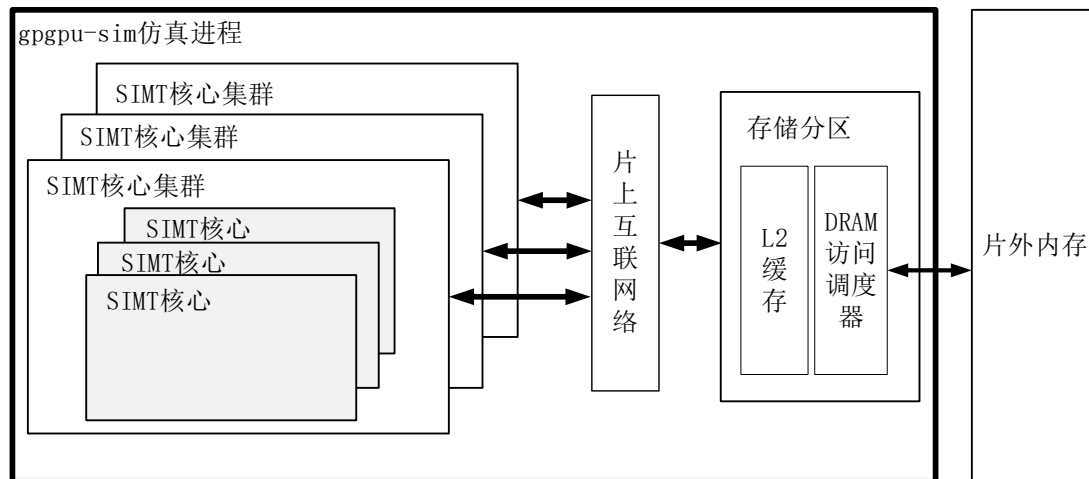 gpgpu-sim仿真进程
SIMT核心集群
SIMT核心集群
SIMT核心集群
SIMT核心
SIMT核心
SIMT核心
片
上
互
联
网
络
存储分区
L2
缓
存
DRAM
访问
调度
器
片外内存